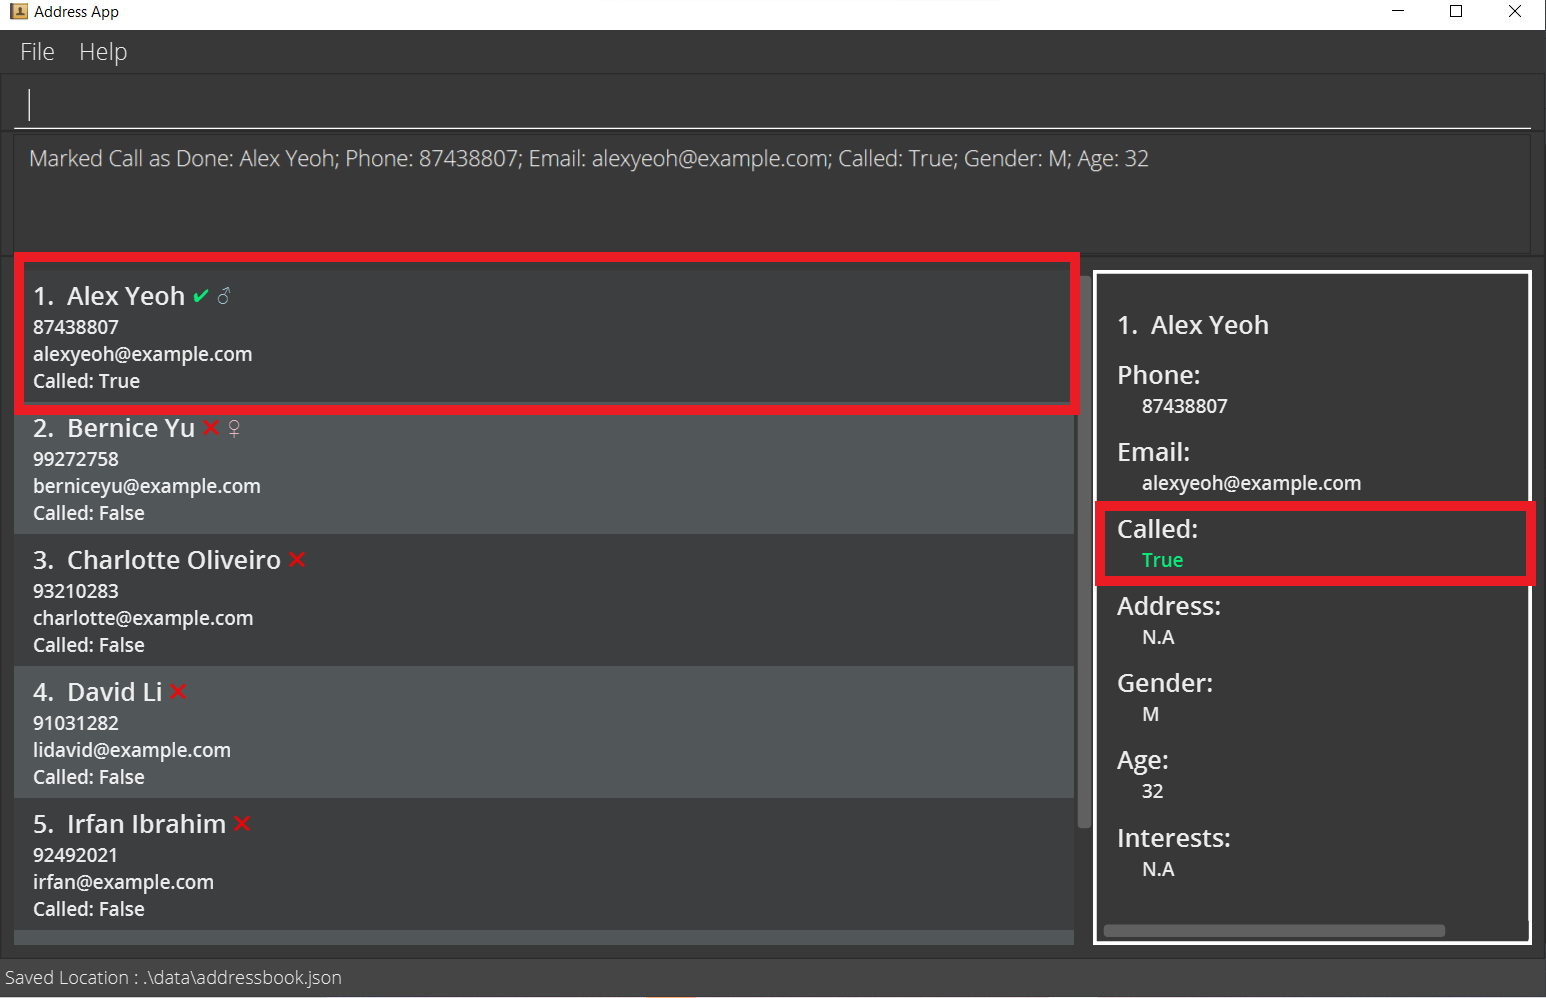 Address App
File Help
Marked Call as Done: Alex Yeoh; Phone: 87438807; Email: alexyeoh@example.com; Called: True; Gender: M; Age: 32
1. Alex Yeoh ✔ ♂
87438807
alexyeoh@example.com
Called: True
2. Bernice Yu ❌ ♀
99272758
berniceyu@example.com
Called: False
3. Charlotte Oliveiro ❌
93210283
charlotte@example.com
Called: False
4. David Li ❌
91031282
lidavid@example.com
Called: False
5. Irfan Ibrahim ❌
92492021
irfan@example.com
Called: False
1. Alex Yeoh
Phone:
87438807
Email:
alexyeoh@example.com
Called:
True
Address:
N.A
Gender:
M
Age:
32
Interests:
N.A
Saved Location : .\data\addressbook.json